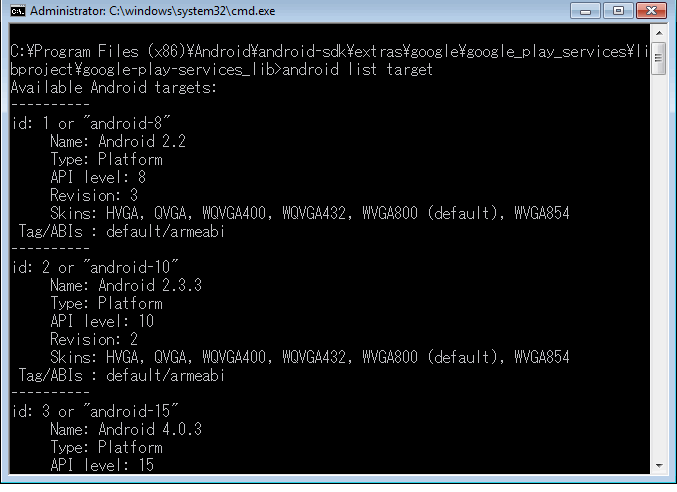 Administrator: C:\windows\system32\cmd.exe
C:¥Program Files (x86)¥Android¥android-sdk¥extras¥google¥google_play_services¥li
bproject¥google-play-services_lib>android list target
Available Android targets:
----------
id: 1 or "android-8"
Name: Android 2.2
Type: Platform
API level: 8
Revision: 3
Skins: HVGA, QVGA, WQVGA400, WQVGA432, WVGA800 (default), WVGA854
Tag/ABIs : default/armeabi
----------
id: 2 or "android-10"
Name: Android 2.3.3
Type: Platform
API level: 10
Revision: 2
Skins: HVGA, QVGA, WQVGA400, WQVGA432, WVGA800 (default), WVGA854
Tag/ABIs : default/armeabi
----------
id: 3 or "android-15"
Name: Android 4.0.3
Type: Platform
API level: 15